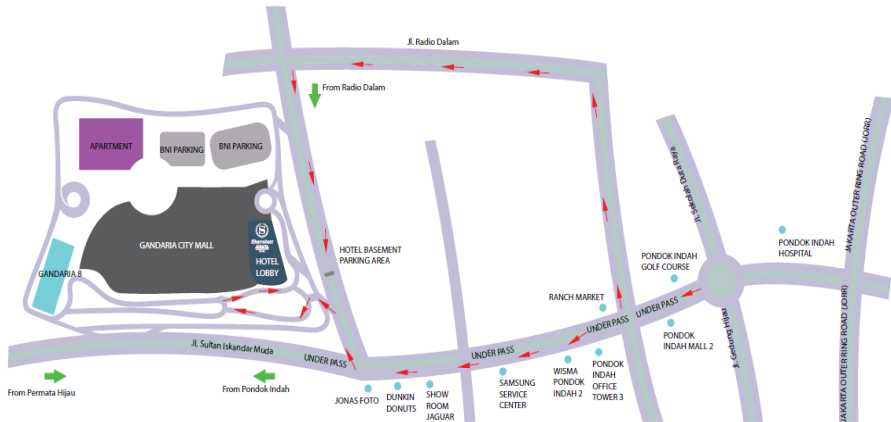 Jl. Radio Dalam
From Radio Dalam
APARTMENT
BNI PARKING
BNI PARKING
GANDARIA CITY MALL
Sheraton
HOTEL
LOBBY
GANDARIA 8
HOTEL BASEMENT
PARKING AREA
Jl. Sekolah Duta Raya
JAKARTA OUTER RING ROAD (JORR)
PONDOK INDAH
HOSPITAL
PONDOK INDAH
GOLF COURSE
RANCH MARKET
UNDER PASS
UNDER PASS
UNDER PASS
UNDER PASS
Jl. Sultan Iskandar Muda
PONDOK
INDAH MALL 2
Jl. Gedung Hijau
JAKARTA OUTER RING ROAD (JORR)
From Permata Hijau
From Pondok Indah
JONAS FOTO
DUNKIN
DONUTS
SHOW
ROOM
JAGUAR
SAMSUNG
SERVICE
CENTER
WISMA
PONDOK
INDAH 2
PONDOK
INDAH
OFFICE
TOWER 3